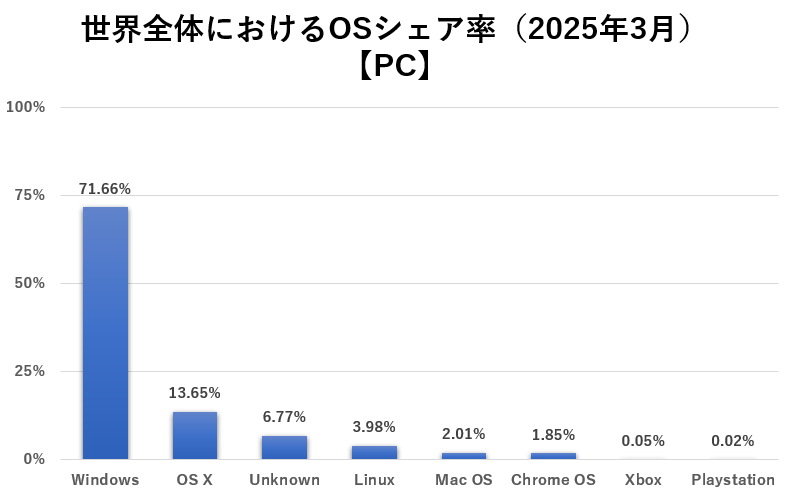 世界全体におけるOSシェア率（2025年3月）
【PC】
100%
75%
50%
25%
0%
71.66%
13.65%
6.77%
3.98%
2.01%
1.85%
0.05%
0.02%
Windows
OS X
Unknown
Linux
Mac OS
Chrome OS
Xbox
Playstation